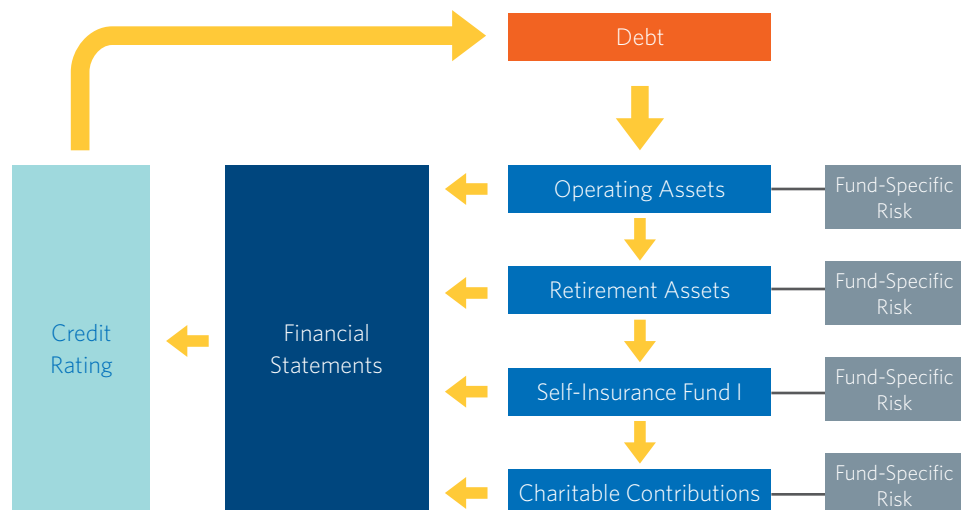 Debt
Operating Assets
Fund-Specific
Risk
Retirement Assets
Fund-Specific
Risk
Credit
Rating
Financial
Statements
Self-Insurance Fund I
Fund-Specific
Risk
Charitable Contributions
Fund-Specific
Risk